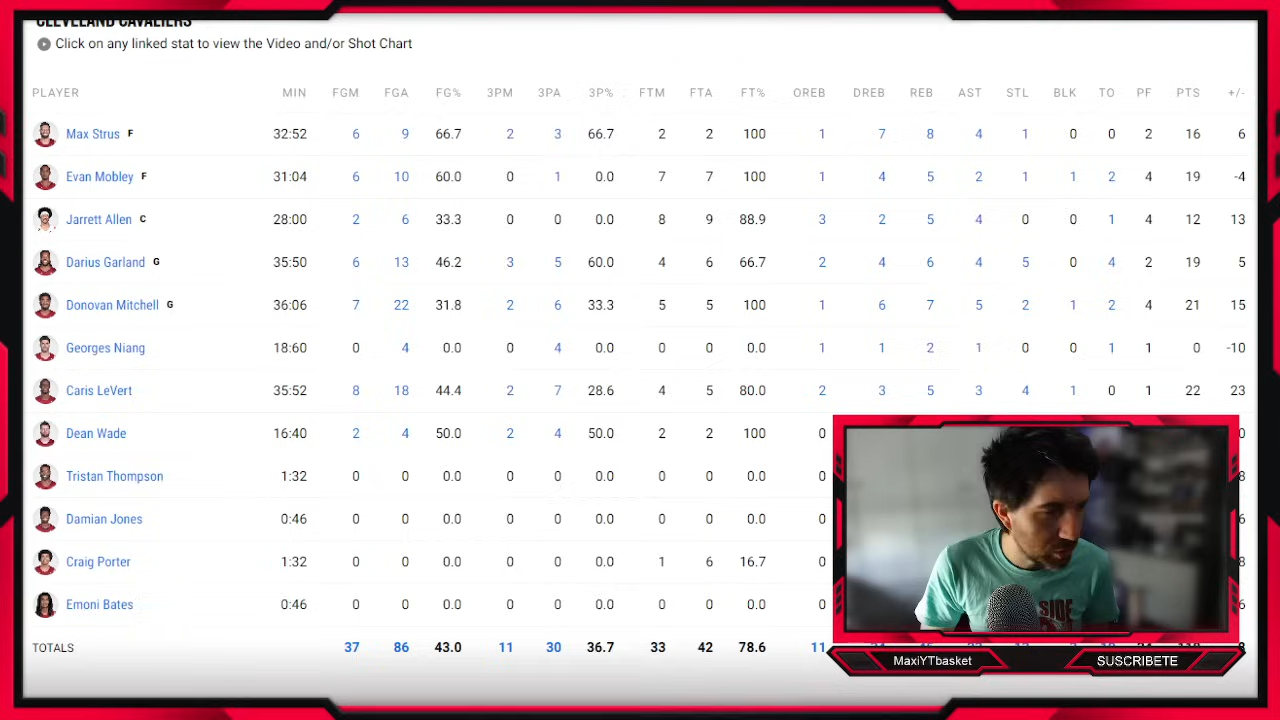 CLEVELAND CAVALIERS
Click on any linked stat to view the Video and/or Shot Chart
PLAYER MIN FGM FGA FG% 3PM 3PA 3P% FTM FTA FT% OREB DREB REB AST STL BLK TO PF PTS +/-
Max Strus F 32:52 6 9 66.7 2 3 66.7 2 2 100 1 7 8 4 1 0 0 2 16 6
Evan Mobley F 31:04 6 10 60.0 0 1 0.0 7 7 100 1 4 5 2 1 1 2 4 19 -4
Jarrett Allen C 28:00 2 6 33.3 0 0 0.0 8 9 88.9 3 2 5 4 0 0 1 4 12 13
Darius Garland G 35:50 6 13 46.2 3 5 60.0 4 6 66.7 2 4 6 4 5 0 4 2 19 5
Donovan Mitchell G 36:06 7 22 31.8 2 6 33.3 5 5 100 1 6 7 5 2 1 2 4 21 15
Georges Niang 18:60 0 4 0.0 0 4 0.0 0 0 0.0 1 1 2 1 0 0 1 1 0 -10
Caris LeVert 35:52 8 18 44.4 2 7 28.6 4 5 80.0 2 3 5 3 4 1 0 1 22 23
Dean Wade 16:40 2 4 50.0 2 4 50.0 2 2 100 0
Tristan Thompson 1:32 0 0 0.0 0 0 0.0 0 0 0.0 0
Damian Jones 0:46 0 0 0.0 0 0 0.0 0 0 0.0 0
Craig Porter 1:32 0 0 0.0 0 0 0.0 1 6 16.7 0
Emoni Bates 0:46 0 0 0.0 0 0 0.0 0 0 0.0 0
TOTALS 37 86 43.0 11 30 36.7 33 42 78.6 11
SIDE
MaxiYTbasket SUSCRIBETE